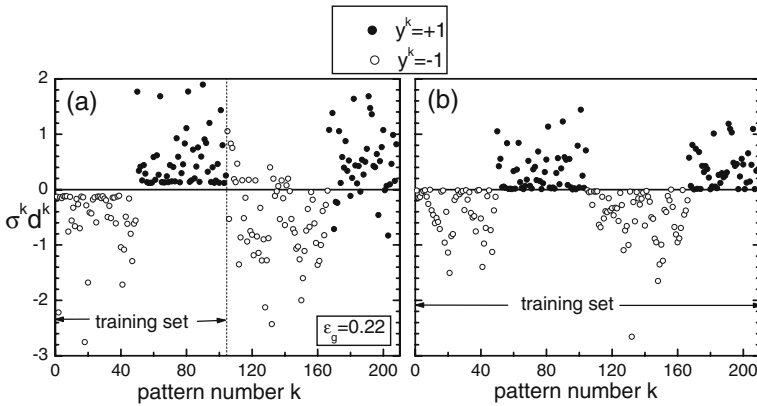 y^k=+1
y^k=-1
(a)
(b)
2
1
0
-1
-2
-3
σ^k d^k
training set
ε_g=0.22
training set
0 40 80 120 160 200
0 40 80 120 160 200
pattern number k
pattern number k